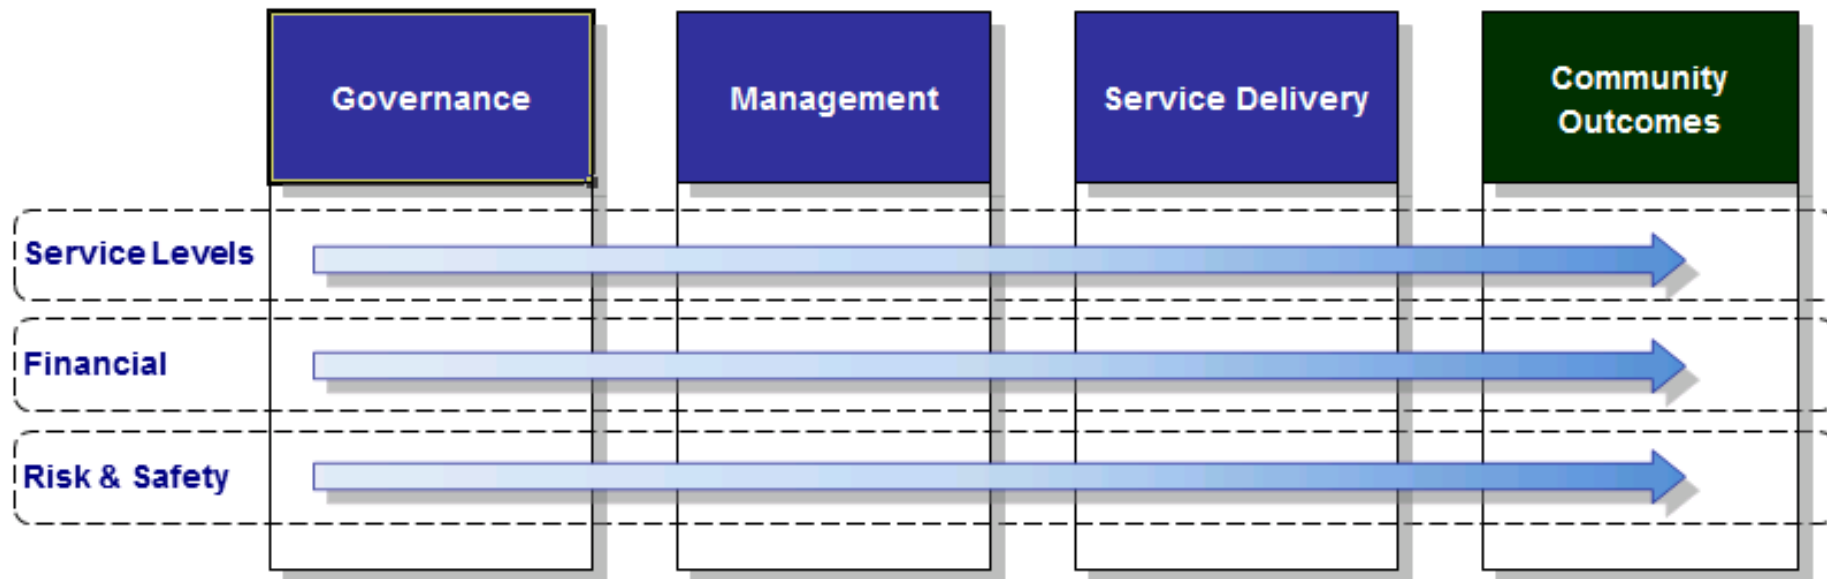 Governance
Management
Service Delivery
Community
Outcomes
Service Levels
Financial
Risk & Safety